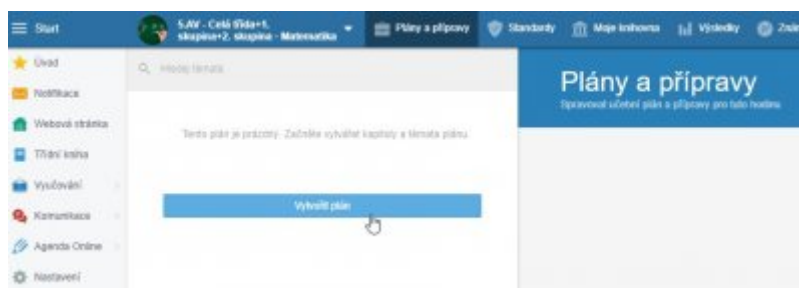 Start
5.AV - Celá třída+1.
skupina+2. skupina - Matematika
Plány a přípravy
Standardy
Moje knihovna
Výsledky
Úvod
Notifikace
Webová stránka
Třídní kniha
Vyučování
Komunikace
Agenda Online
Nastavení
Hledej témata
Tento plán je prázdný. Začněte vytvářet kapitoly a témata plánu.
Vytvořit plán
Plány a přípravy
Spravovat učební plán a přípravy pro tuto hodinu